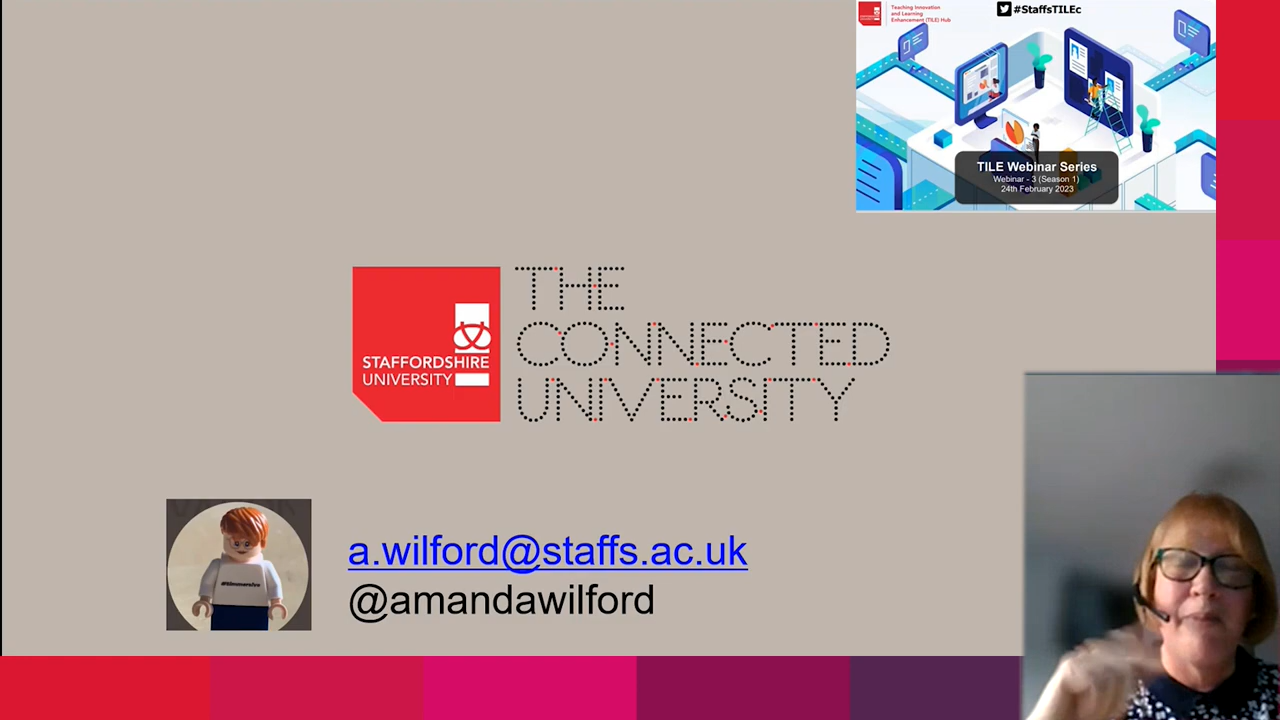 Teaching Innovation
and Learning
Enhancement (TILE) Hub
#StaffsTILEc
TILE Webinar Series
Webinar - 3 (Season 1)
24th February 2023
STAFFORDSHIRE
UNIVERSITY
THE
CONNECTED
UNIVERSITY
a.wilford@staffs.ac.uk
@amandawilford